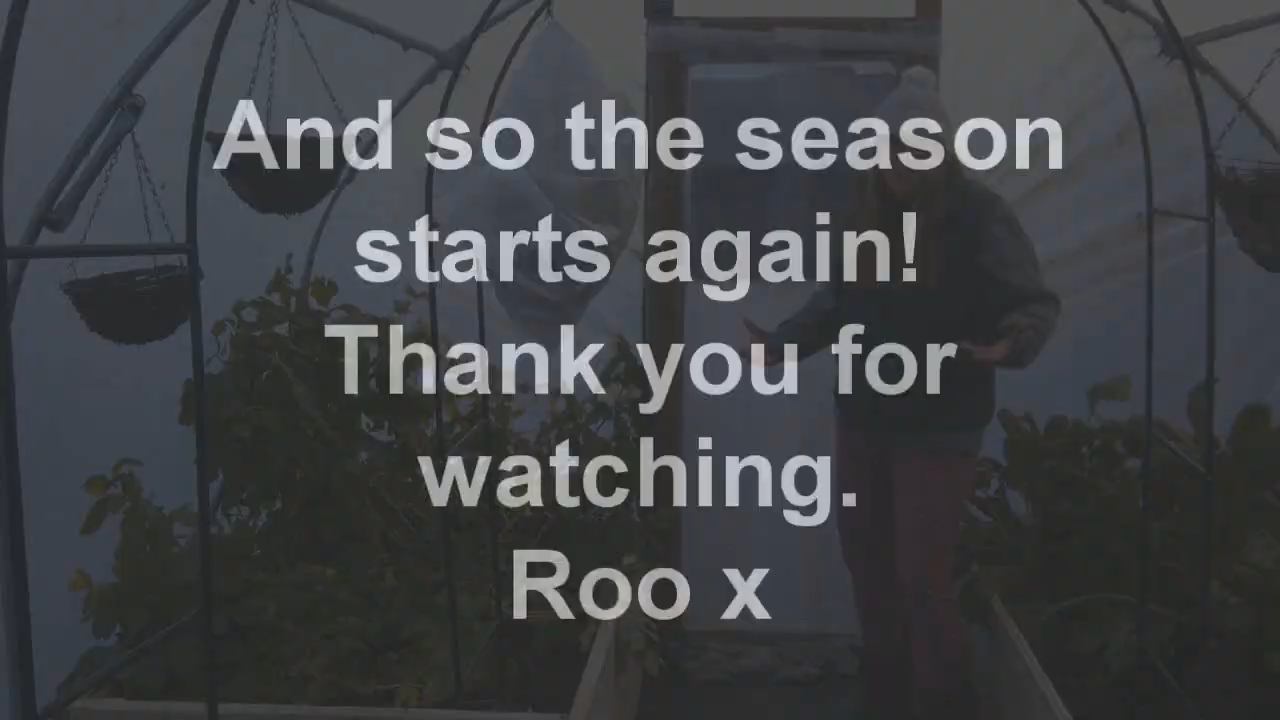 And so the season
starts again!
Thank you for
watching.
Roo x